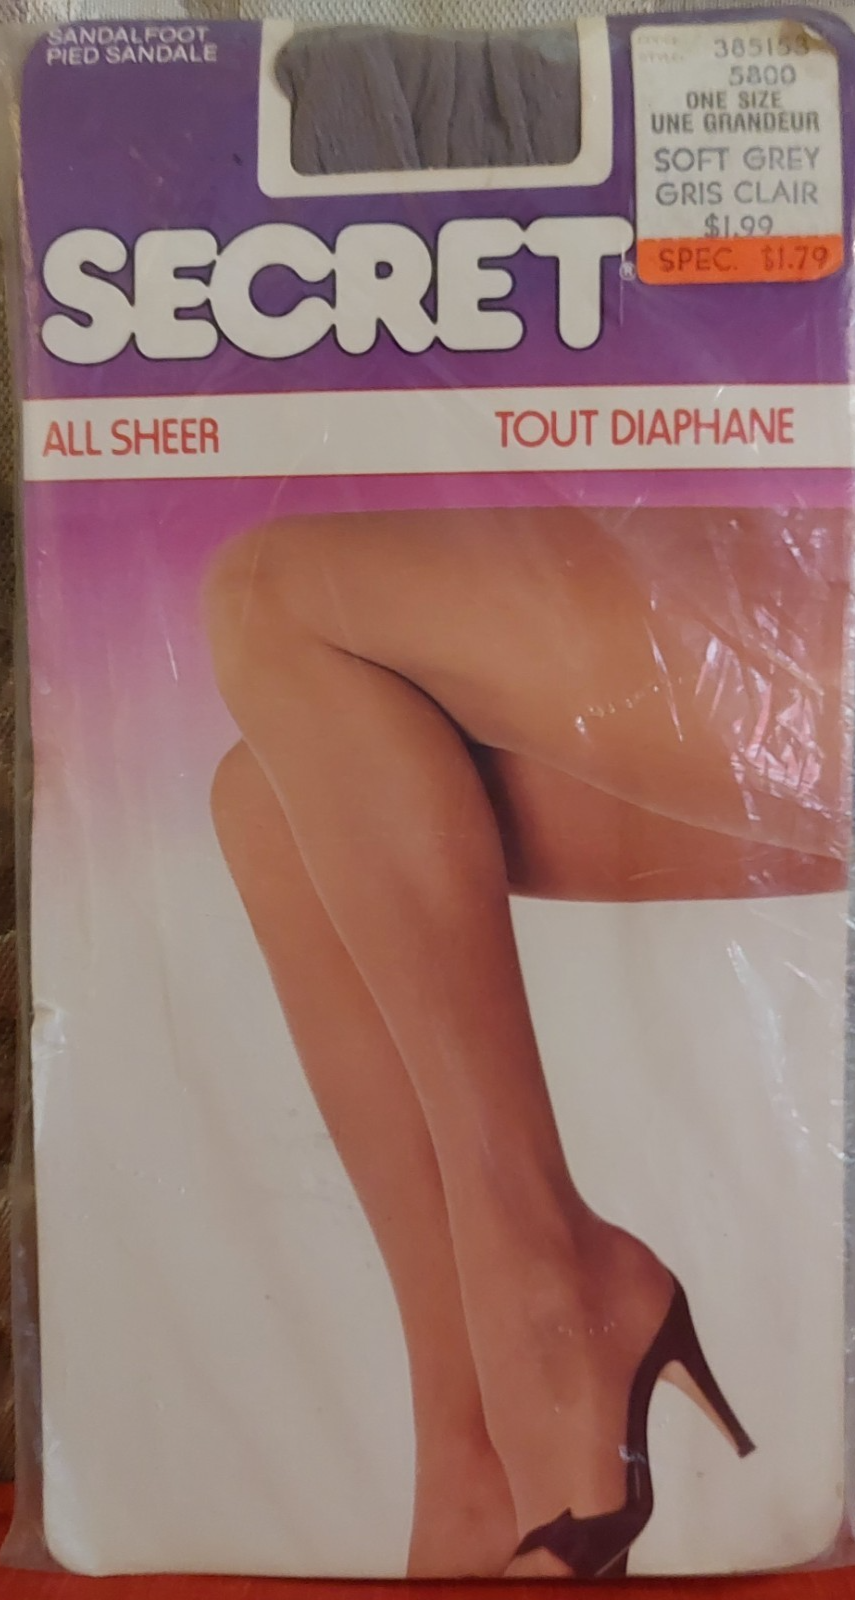 SANDALFOOT
PIED SANDALE
385153
5800
ONE SIZE
UNE GRANDEUR
SOFT GREY
GRIS CLAIR
$1.99
SPEC. $1.79
SECRET®
ALL SHEER
TOUT DIAPHANE